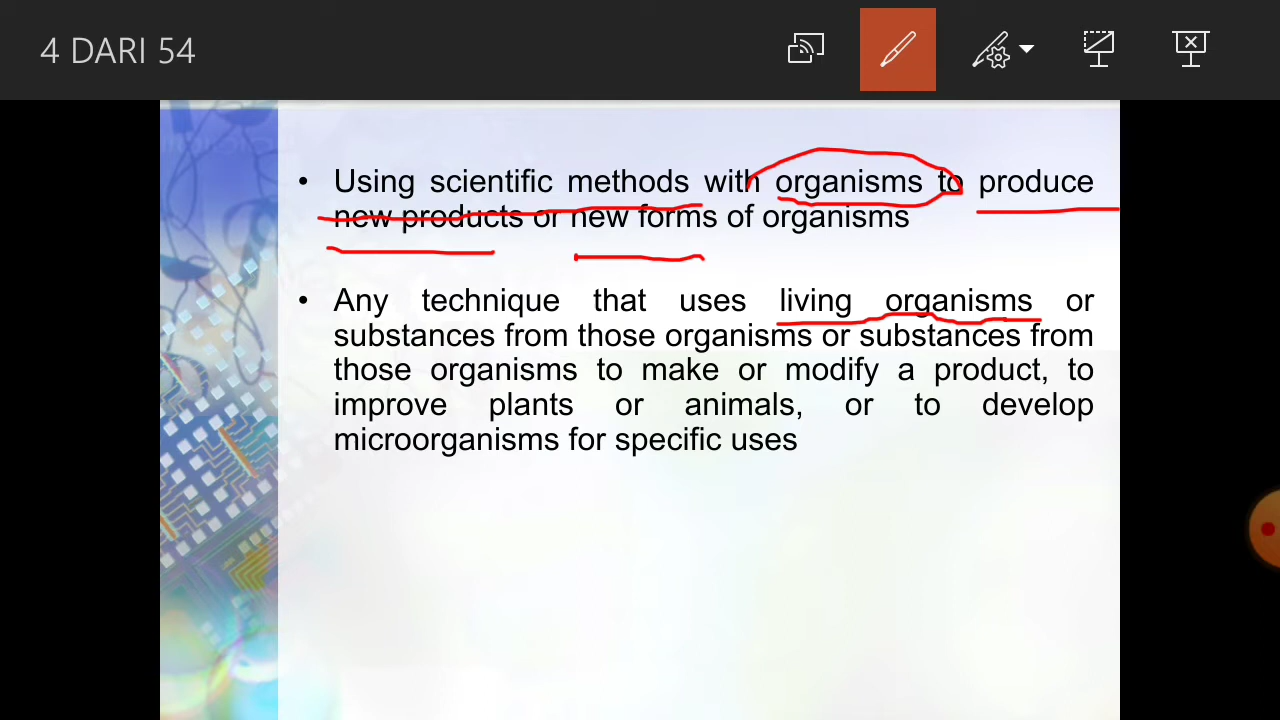 4 DARI 54
• Using scientific methods with organisms to produce
new products or new forms of organisms
• Any technique that uses living organisms or
substances from those organisms or substances from
those organisms to make or modify a product, to
improve plants or animals, or to develop
microorganisms for specific uses